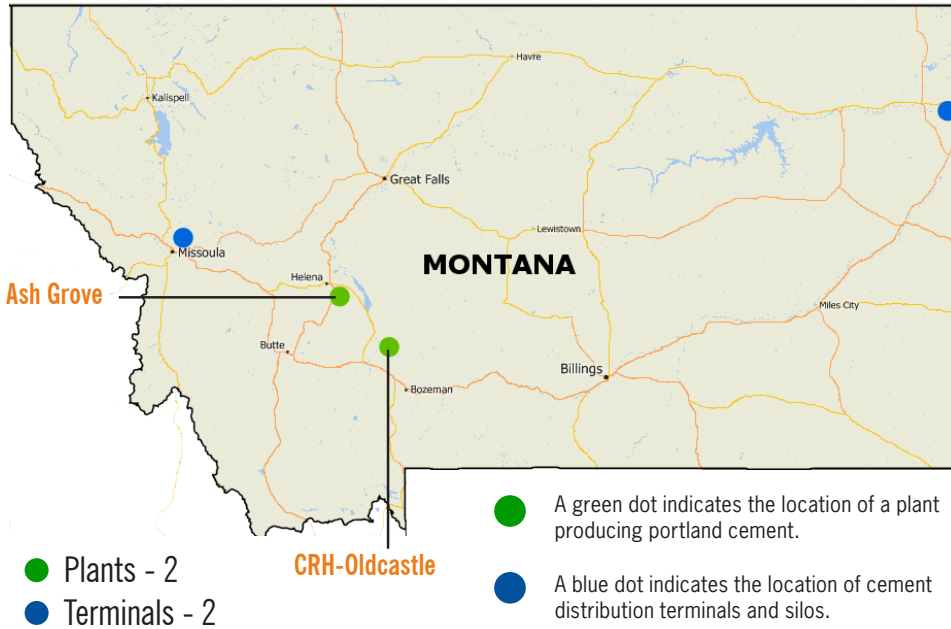 Havre
Kalispell
Great Falls
Lewistown
Missoula
MONTANA
Helena
Ash Grove
Miles City
Butte
Billings
Bozeman
A green dot indicates the location of a plant
producing portland cement.
CRH-Oldcastle
Plants - 2
A blue dot indicates the location of cement
distribution terminals and silos.
Terminals - 2